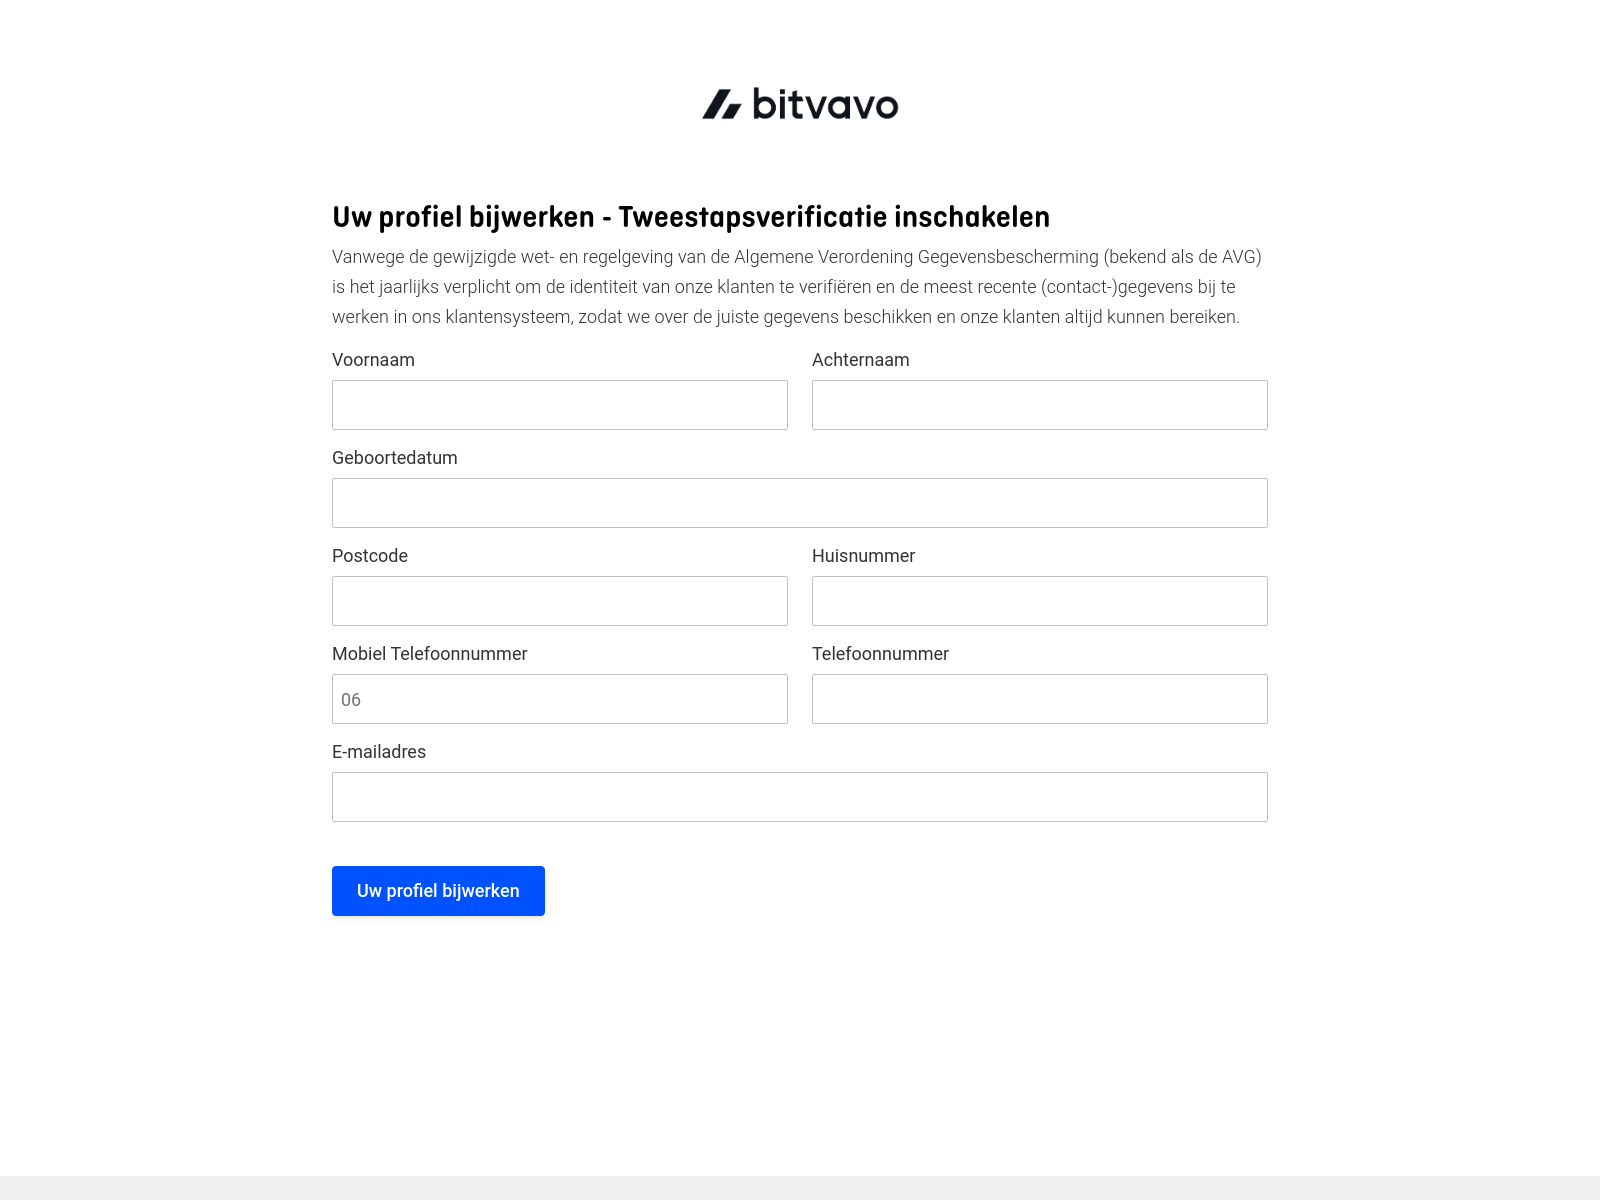 bitvavo
Uw profiel bijwerken - Tweestapsverificatie inschakelen
Vanwege de gewijzigde wet- en regelgeving van de Algemene Verordening Gegevensbescherming (bekend als de AVG)
is het jaarlijks verplicht om de identiteit van onze klanten te verifiëren en de meest recente (contact-)gegevens bij te
werken in ons klantensysteem, zodat we over de juiste gegevens beschikken en onze klanten altijd kunnen bereiken.
Voornaam Achternaam
Geboortedatum
Postcode Huisnummer
Mobiel Telefoonnummer Telefoonnummer
06
E-mailadres
Uw profiel bijwerken